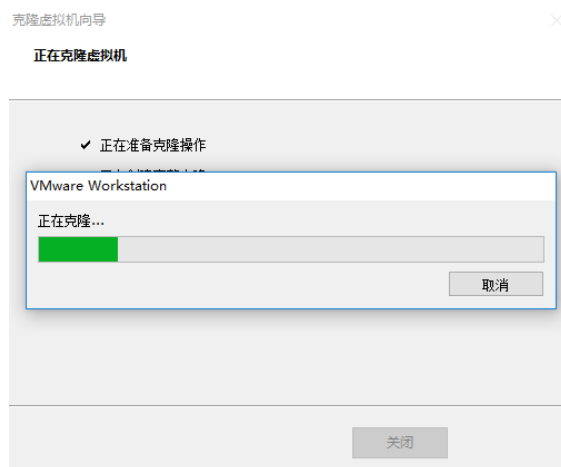 克隆虚拟机向导
正在克隆虚拟机
正在准备克隆操作
VMware Workstation
正在克隆...
取消
关闭